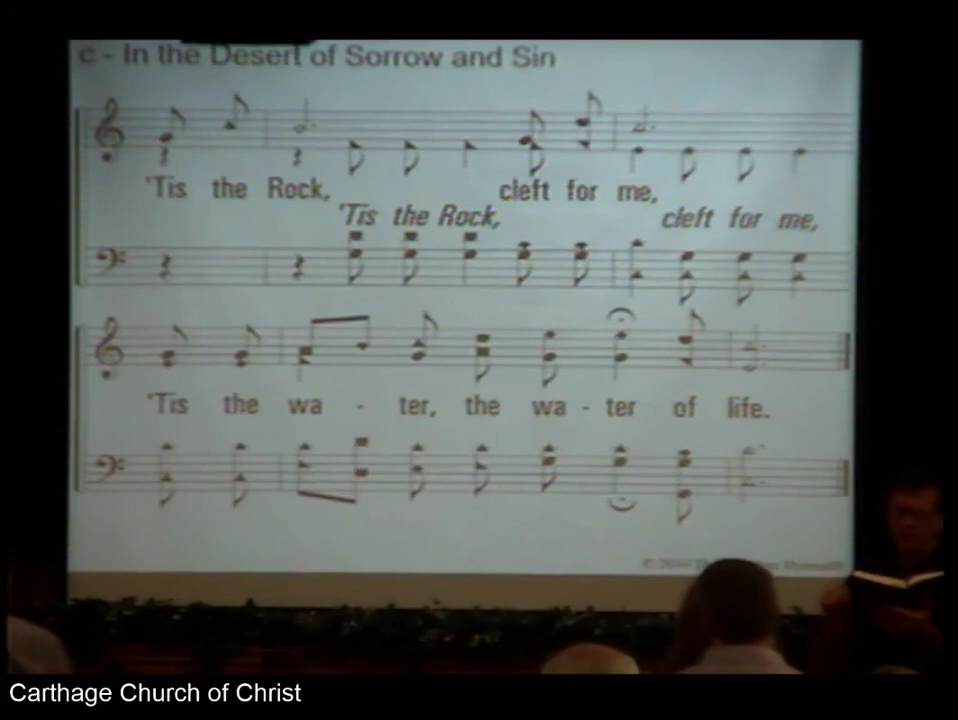 c - In the Desert of Sorrow and Sin
'Tis the Rock, cleft for me,
'Tis the Rock, cleft for me,
'Tis the wa - ter, the wa - ter of life.
Carthage Church of Christ